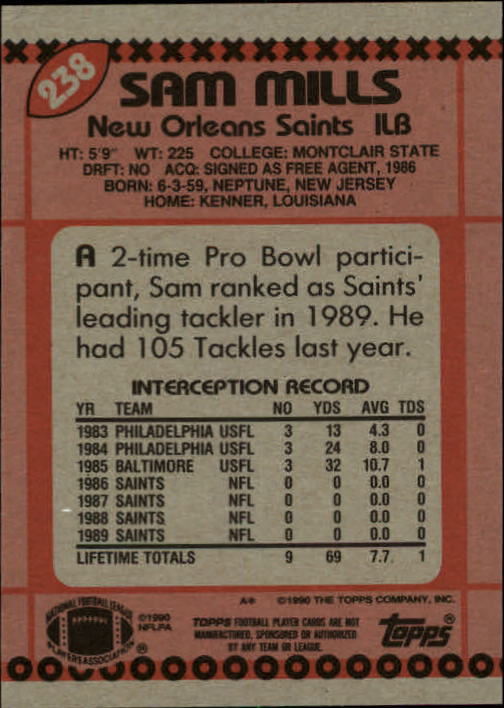 238
SAM MILLS
New Orleans Saints ILB
HT: 5'9" WT: 225 COLLEGE: MONTCLAIR STATE
DRFT: NO ACQ: SIGNED AS FREE AGENT, 1986
BORN: 6-3-59, NEPTUNE, NEW JERSEY
HOME: KENNER, LOUISIANA
A 2-time Pro Bowl partici-
pant, Sam ranked as Saints'
leading tackler in 1989. He
had 105 Tackles last year.
INTERCEPTION RECORD
YR TEAM NO YDS AVG TDS
1983 PHILADELPHIA USFL 3 13 4.3 0
1984 PHILADELPHIA USFL 3 24 8.0 0
1985 BALTIMORE USFL 3 32 10.7 1
1986 SAINTS NFL 0 0 0.0 0
1987 SAINTS NFL 0 0 0.0 0
1988 SAINTS NFL 0 0 0.0 0
1989 SAINTS NFL 0 0 0.0 0
LIFETIME TOTALS 9 69 7.7 1
A* ©1990 THE TOPPS COMPANY, INC.
NATIONAL FOOTBALL LEAGUE
PLAYERS ASSOCIATION ®
©1990
NFLPA
TOPPS FOOTBALL PLAYER CARDS ARE NOT
MANUFACTURED, SPONSORED OR AUTHORIZED
BY ANY TEAM OR LEAGUE.
topps®